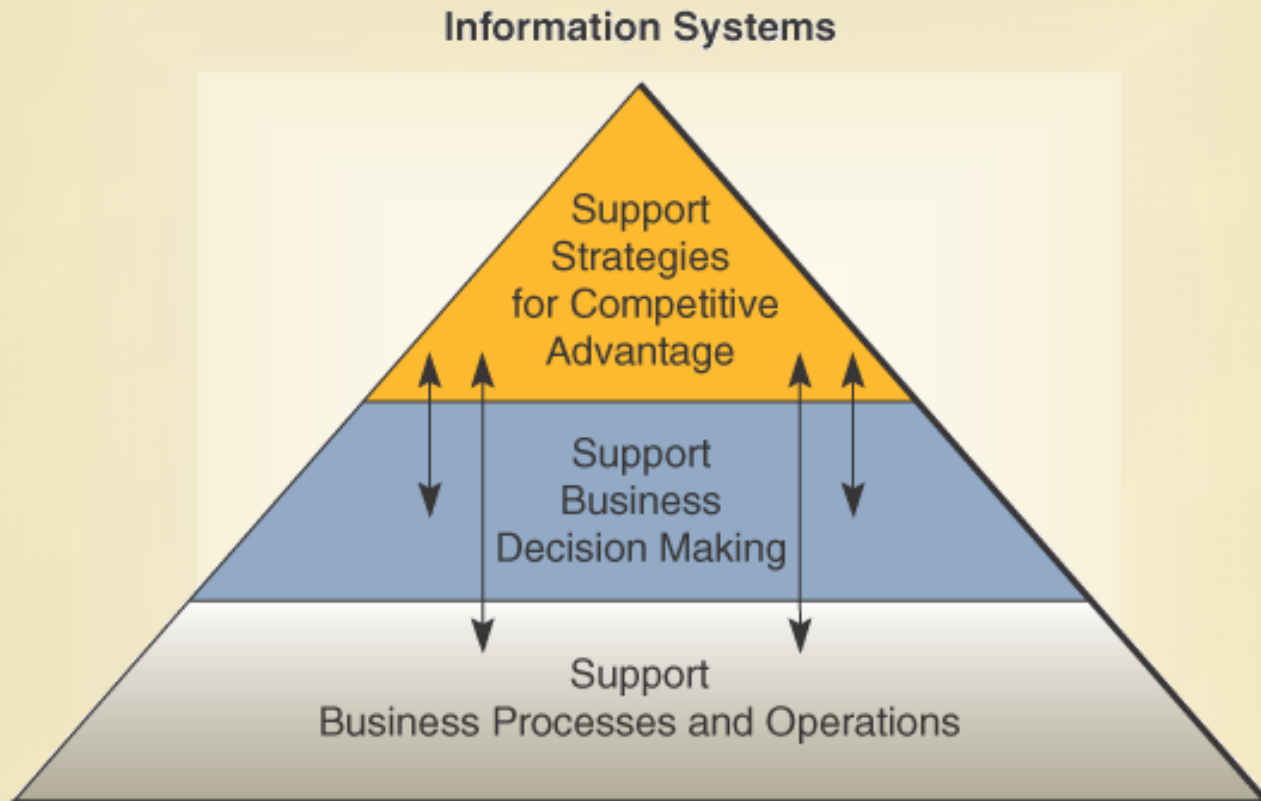 Information Systems
Support
Strategies
for Competitive
Advantage
Support
Business
Decision Making
Support
Business Processes and Operations